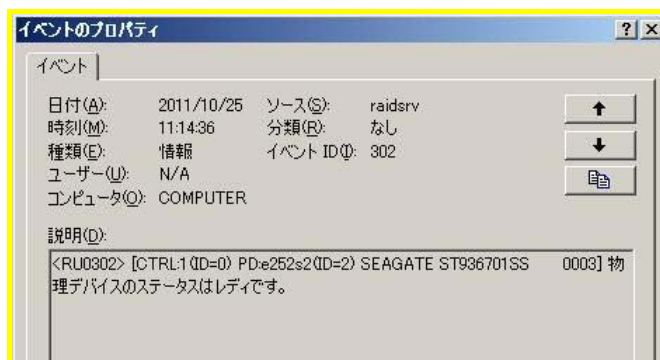 イベントのプロパティ
イベント
日付(A): 2011/10/25 ソース(S): raidsrv
時刻(M): 11:14:36 分類(R): なし
種類(E): 情報 イベント ID(I): 302
ユーザー(U): N/A
コンピュータ(O): COMPUTER
説明(D):
<RU0302> [CTRL:1 (ID=0) PD:e252s2(ID=2) SEAGATE ST936701SS 0003] 物
理デバイスのステータスはレディです。